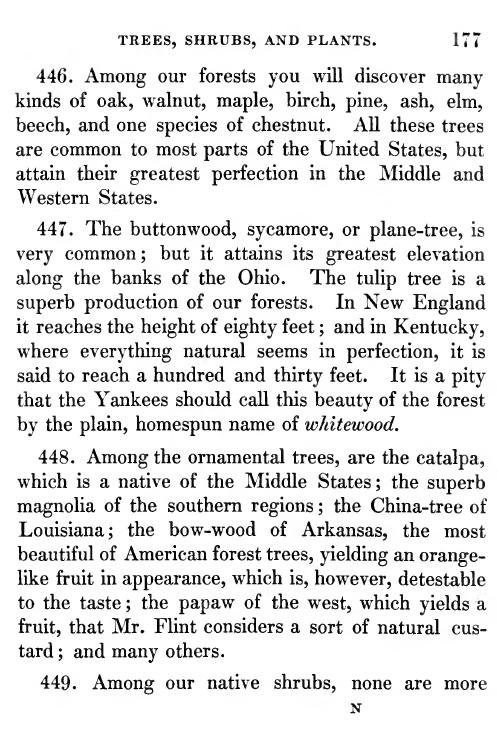 TREES, SHRUBS, AND PLANTS. 177
446. Among our forests you will discover many
kinds of oak, walnut, maple, birch, pine, ash, elm,
beech, and one species of chestnut. All these trees
are common to most parts of the United States, but
attain their greatest perfection in the Middle and
Western States.
447. The buttonwood, sycamore, or plane-tree, is
very common; but it attains its greatest elevation
along the banks of the Ohio. The tulip tree is a
superb production of our forests. In New England
it reaches the height of eighty feet; and in Kentucky,
where everything natural seems in perfection, it is
said to reach a hundred and thirty feet. It is a pity
that the Yankees should call this beauty of the forest
by the plain, homespun name of whitewood.
448. Among the ornamental trees, are the catalpa,
which is a native of the Middle States; the superb
magnolia of the southern regions; the China-tree of
Louisiana; the bow-wood of Arkansas, the most
beautiful of American forest trees, yielding an orange-
like fruit in appearance, which is, however, detestable
to the taste; the papaw of the west, which yields a
fruit, that Mr. Flint considers a sort of natural cus-
tard; and many others.
449. Among our native shrubs, none are more
N